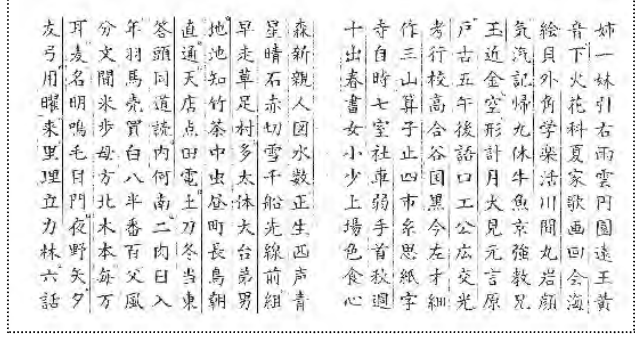 姉一妹引右雨雲円園遠王黄
音下火花科夏家歌画回会海
絵貝外角学楽活川間丸岩顔
気汽記帰九休牛魚京強教兄
玉近金空形計月犬見元言原
戸古五午後語口工公広交光
考行校高合谷国黒今左才細
作三山算子止四市糸思紙字
寺自時七室社車弱手首秋週
十出春書女小少上場色食心
森新親人図水数正生西声青
星晴石赤切雪千船先線前組
早走草足村多太体大台弟男
地池知竹茶中虫昼町長鳥朝
直通天店点田電土刀冬当東
答頭同道読内何南二肉日入
年羽馬売買白八半番百父風
分文聞米歩母方北木本毎万
耳麦名明鳴毛目門夜野矢夕
友弓用曜來里理立力林六話